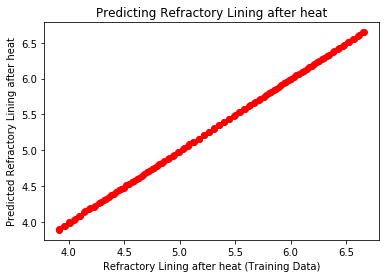 Predicting Refractory Lining after heat
Predicted Refractory Lining after heat
6.5
6.0
5.5
5.0
4.5
4.0
4.0 4.5 5.0 5.5 6.0 6.5
Refractory Lining after heat (Training Data)